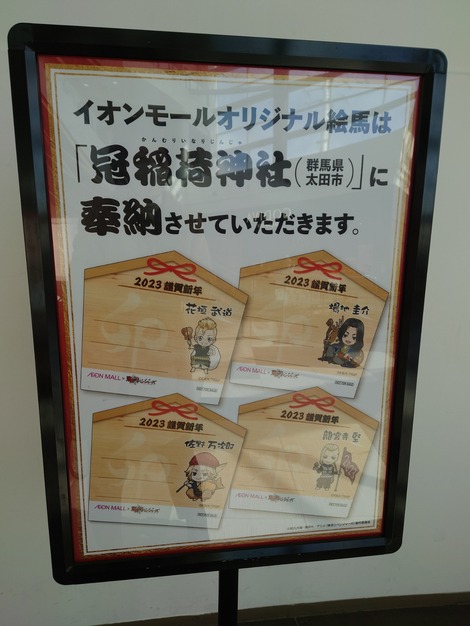 イオンモールオリジナル絵馬は
かんむりいなりじんじゃ
「冠稲荷神社(群馬県太田市)」に
奉納させていただきます。
2023 謹賀新年
花垣 武道
AEON MALL ×
2023 謹賀新年
場地 圭介
AEON MALL ×
2023 謹賀新年
佐野 万次郎
AEON MALL ×
2023 謹賀新年
龍宮寺 堅
AEON MALL ×